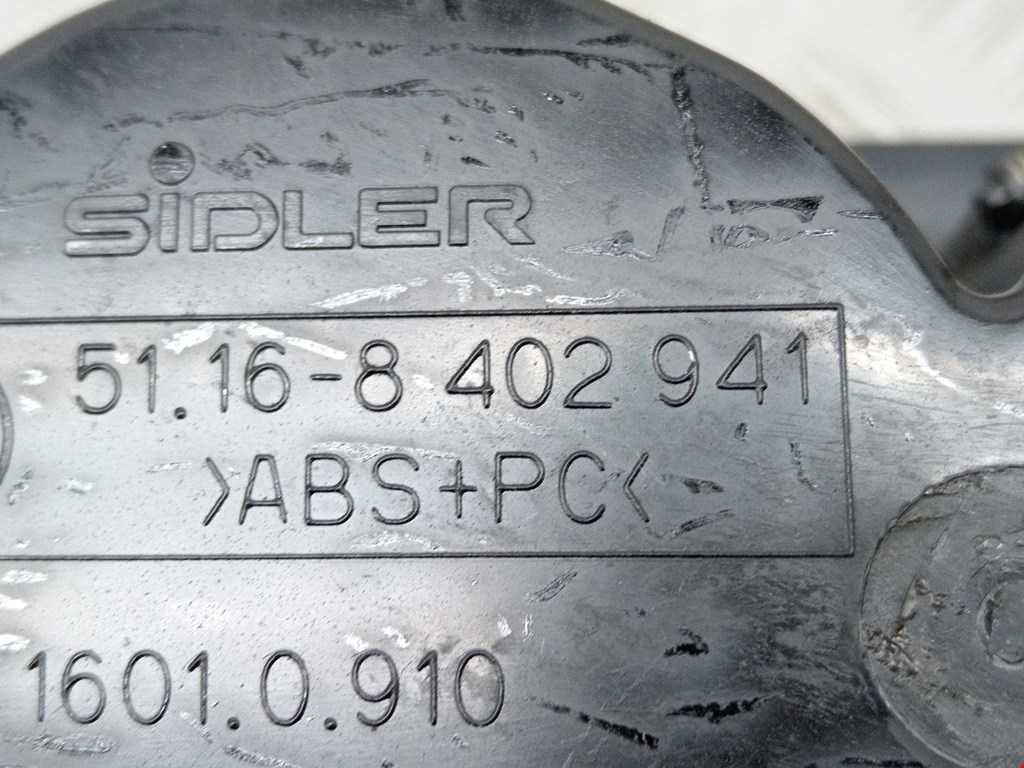 SiDLER
51.16-8 402 941
>ABS+PC<
1601.0.910